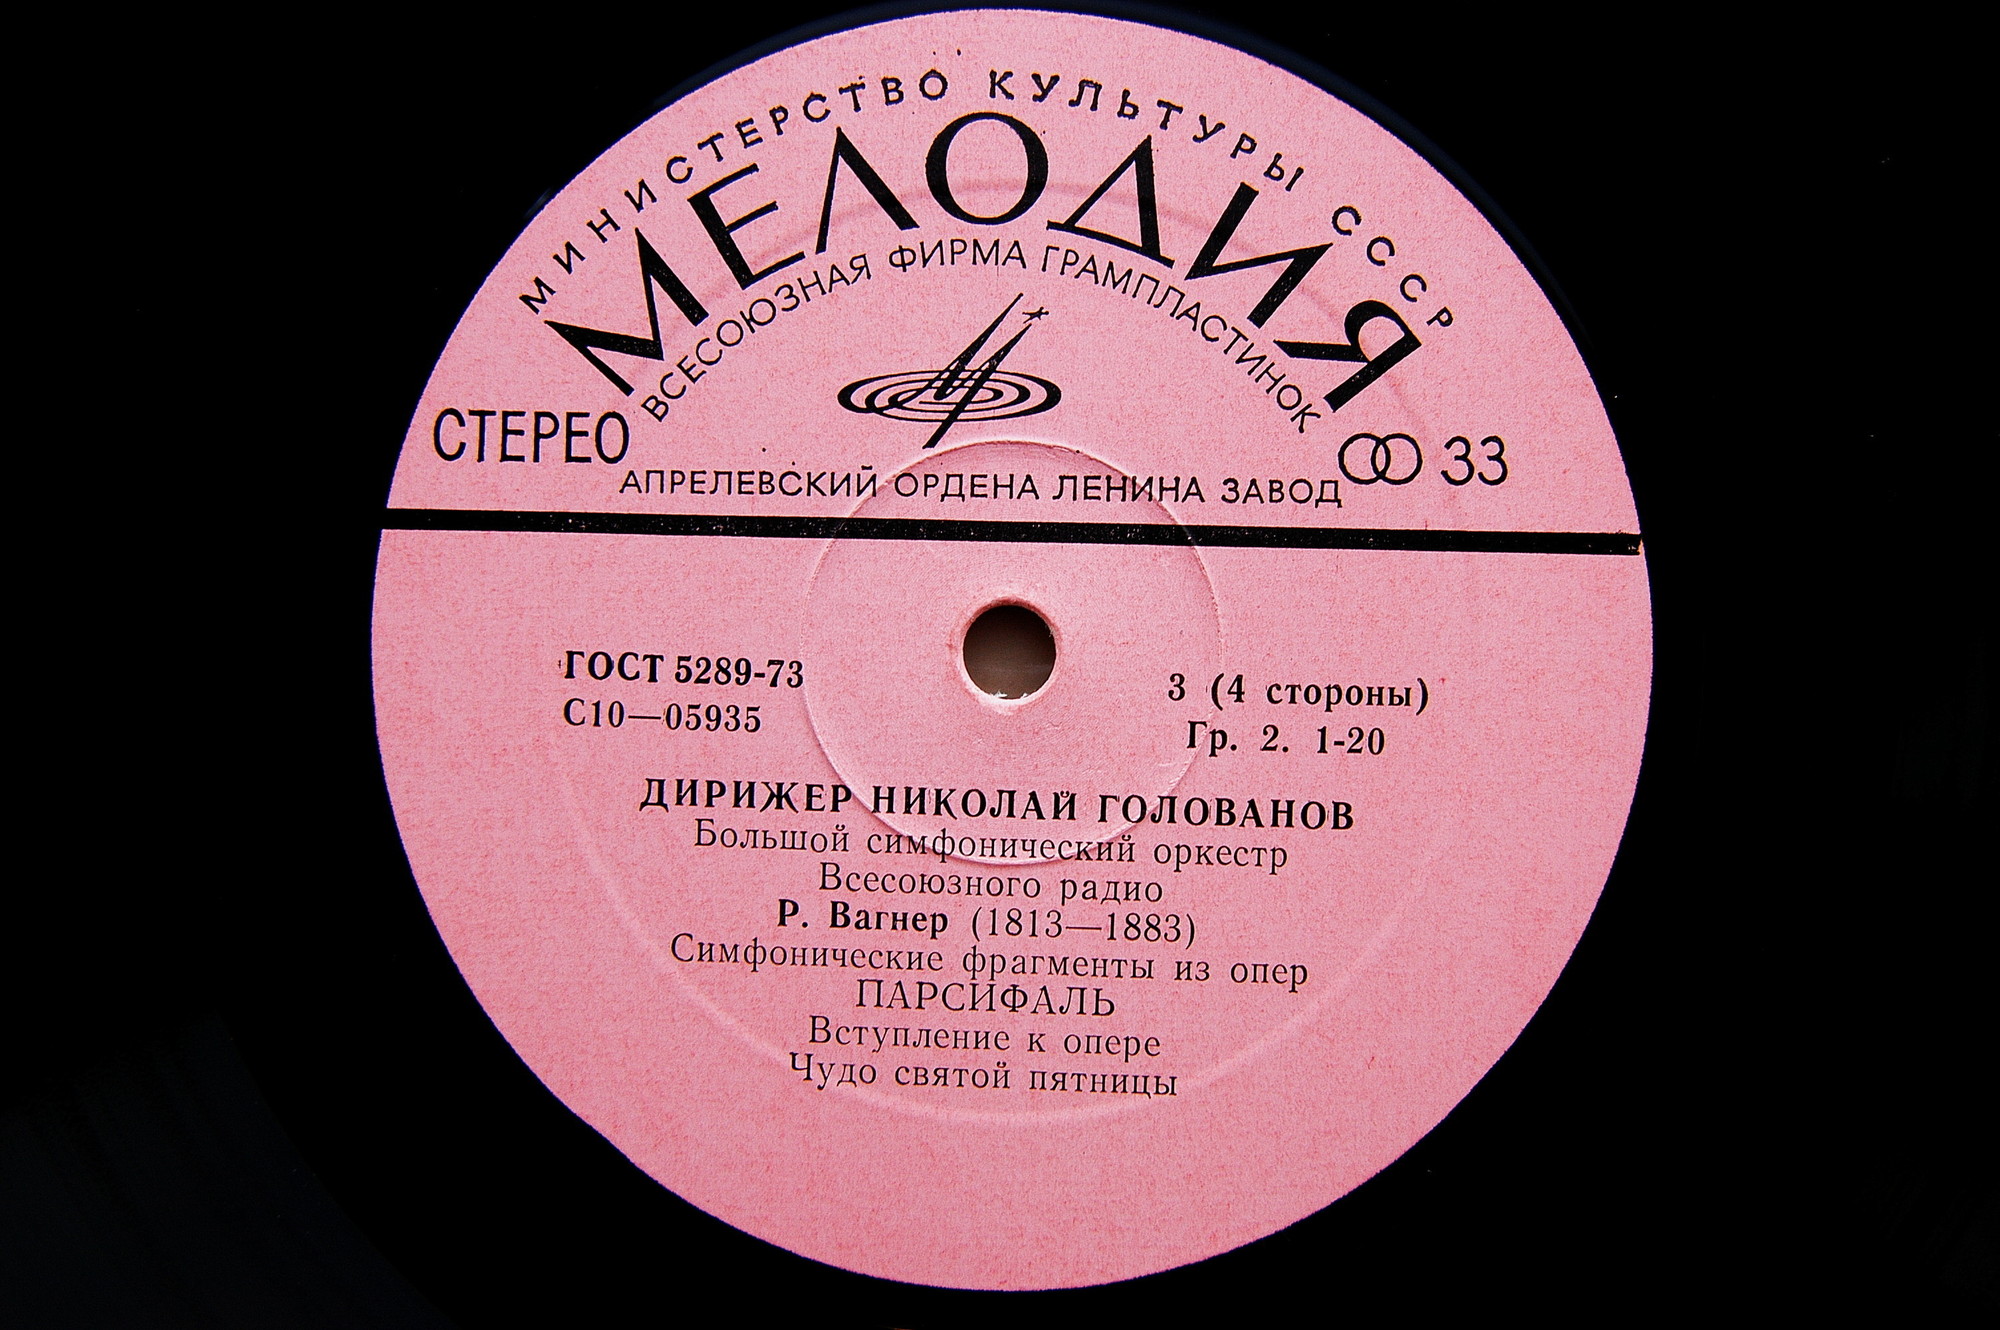 МИНИСТЕРСТВО КУЛЬТУРЫ СССР
МЕЛОДИЯ
ВСЕСОЮЗНАЯ ФИРМА ГРАМПЛАСТИНОК
СТЕРЕО
33
АПРЕЛЕВСКИЙ ОРДЕНА ЛЕНИНА ЗАВОД
ГОСТ 5289-73
С10—05935
3 (4 стороны)
Гр. 2. 1-20
ДИРИЖЕР НИКОЛАЙ ГОЛОВАНОВ
Большой симфонический оркестр
Всесоюзного радио
Р. Вагнер (1813—1883)
Симфонические фрагменты из опер
ПАРСИФАЛЬ
Вступление к опере
Чудо святой пятницы